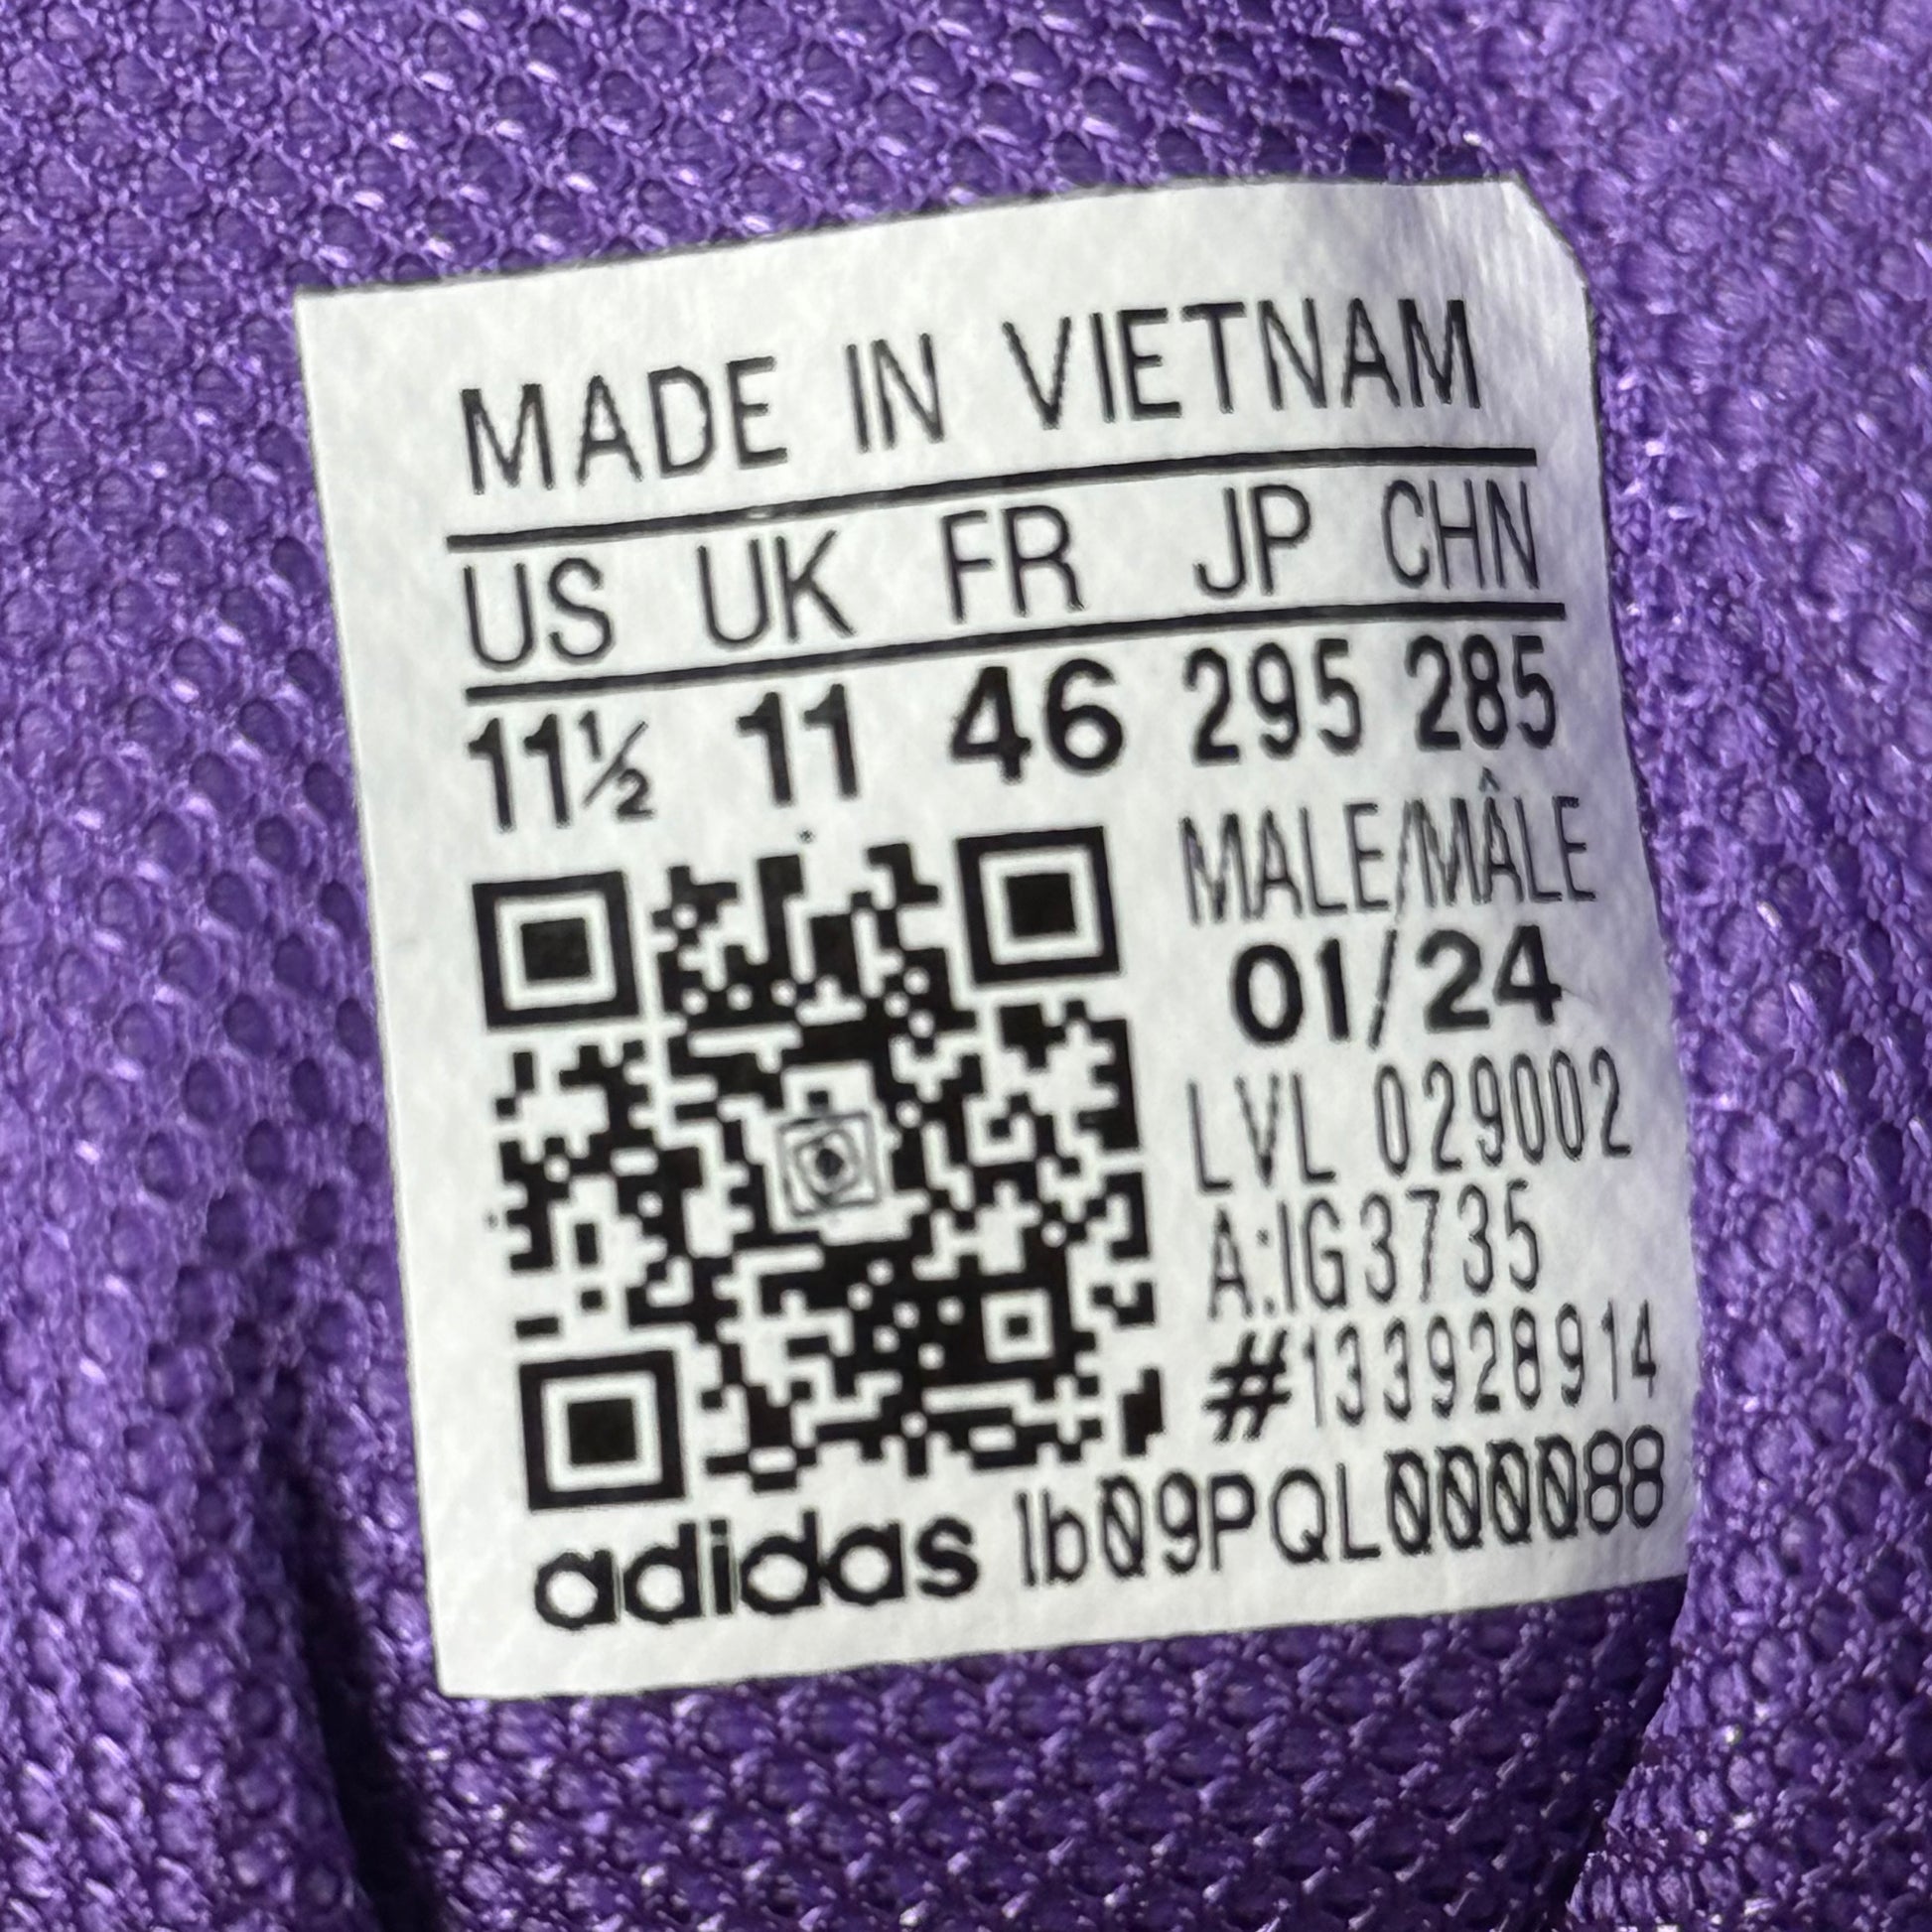 MADE IN VIETNAM
US UK FR JP CHN
11½ 11 46 295 285
MALE/MÂLE
01/24
LVL 029002
A:IG3735
#133928914
adidas lb09PQL000088